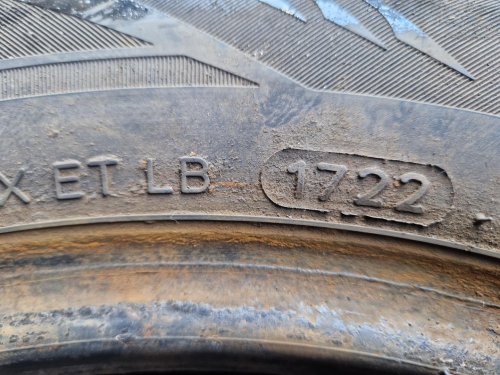 X ET LB 1722